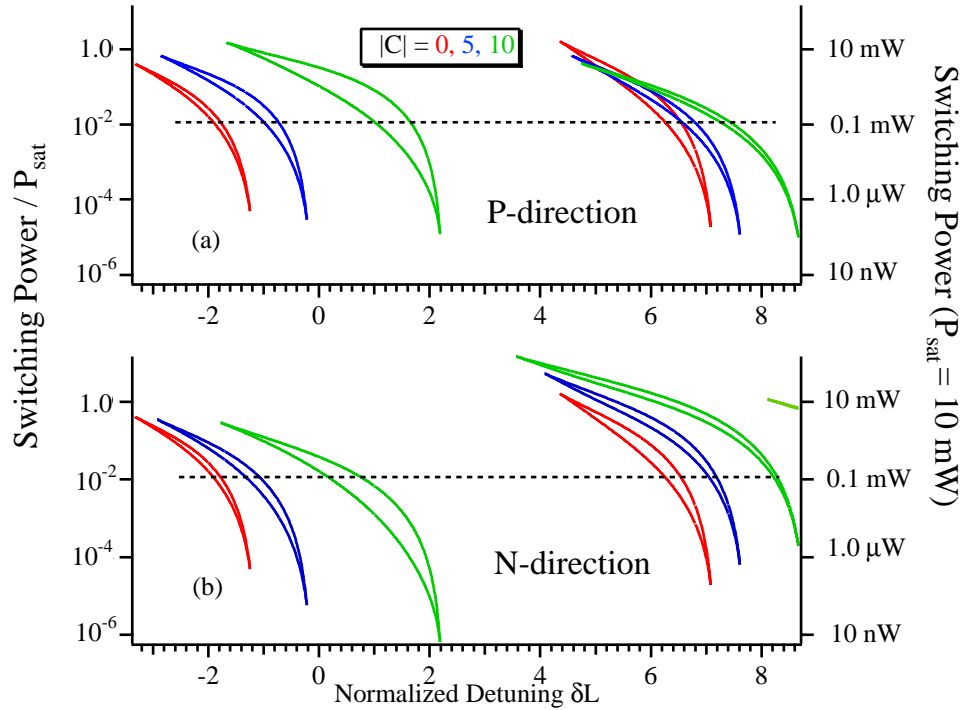 |C| = 0, 5, 10
Switching Power / P_sat
Switching Power (P_sat = 10 mW)
1.0
10^-2
10^-4
10^-6
10 mW
0.1 mW
1.0 µW
10 nW
P-direction
(a)
-2 0 2 4 6 8
1.0
10^-2
10^-4
10^-6
10 mW
0.1 mW
1.0 µW
10 nW
N-direction
(b)
-2 0 2 4 6 8
Normalized Detuning δL